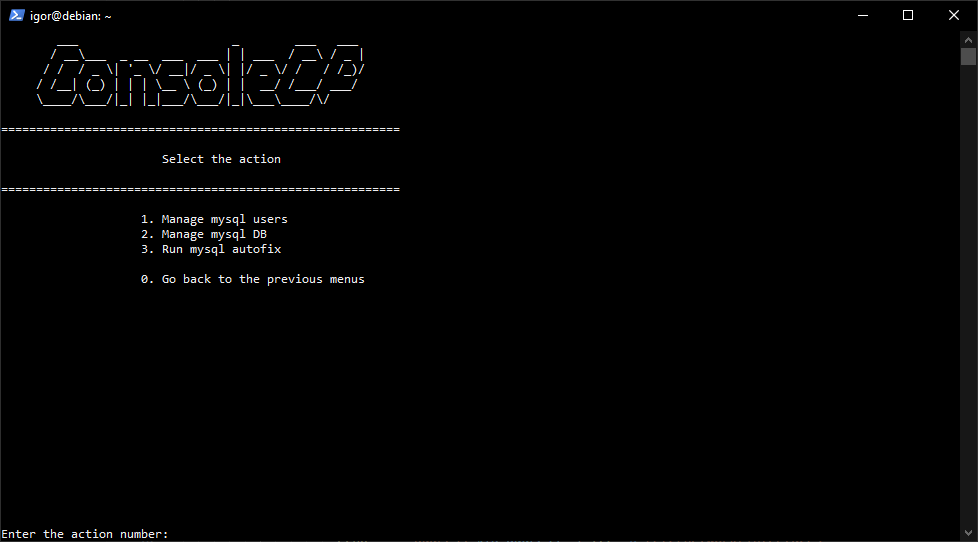 igor@debian: ~
ConsoleCP
=========================================================
Select the action
=========================================================
1. Manage mysql users
2. Manage mysql DB
3. Run mysql autofix
0. Go back to the previous menus
Enter the action number: